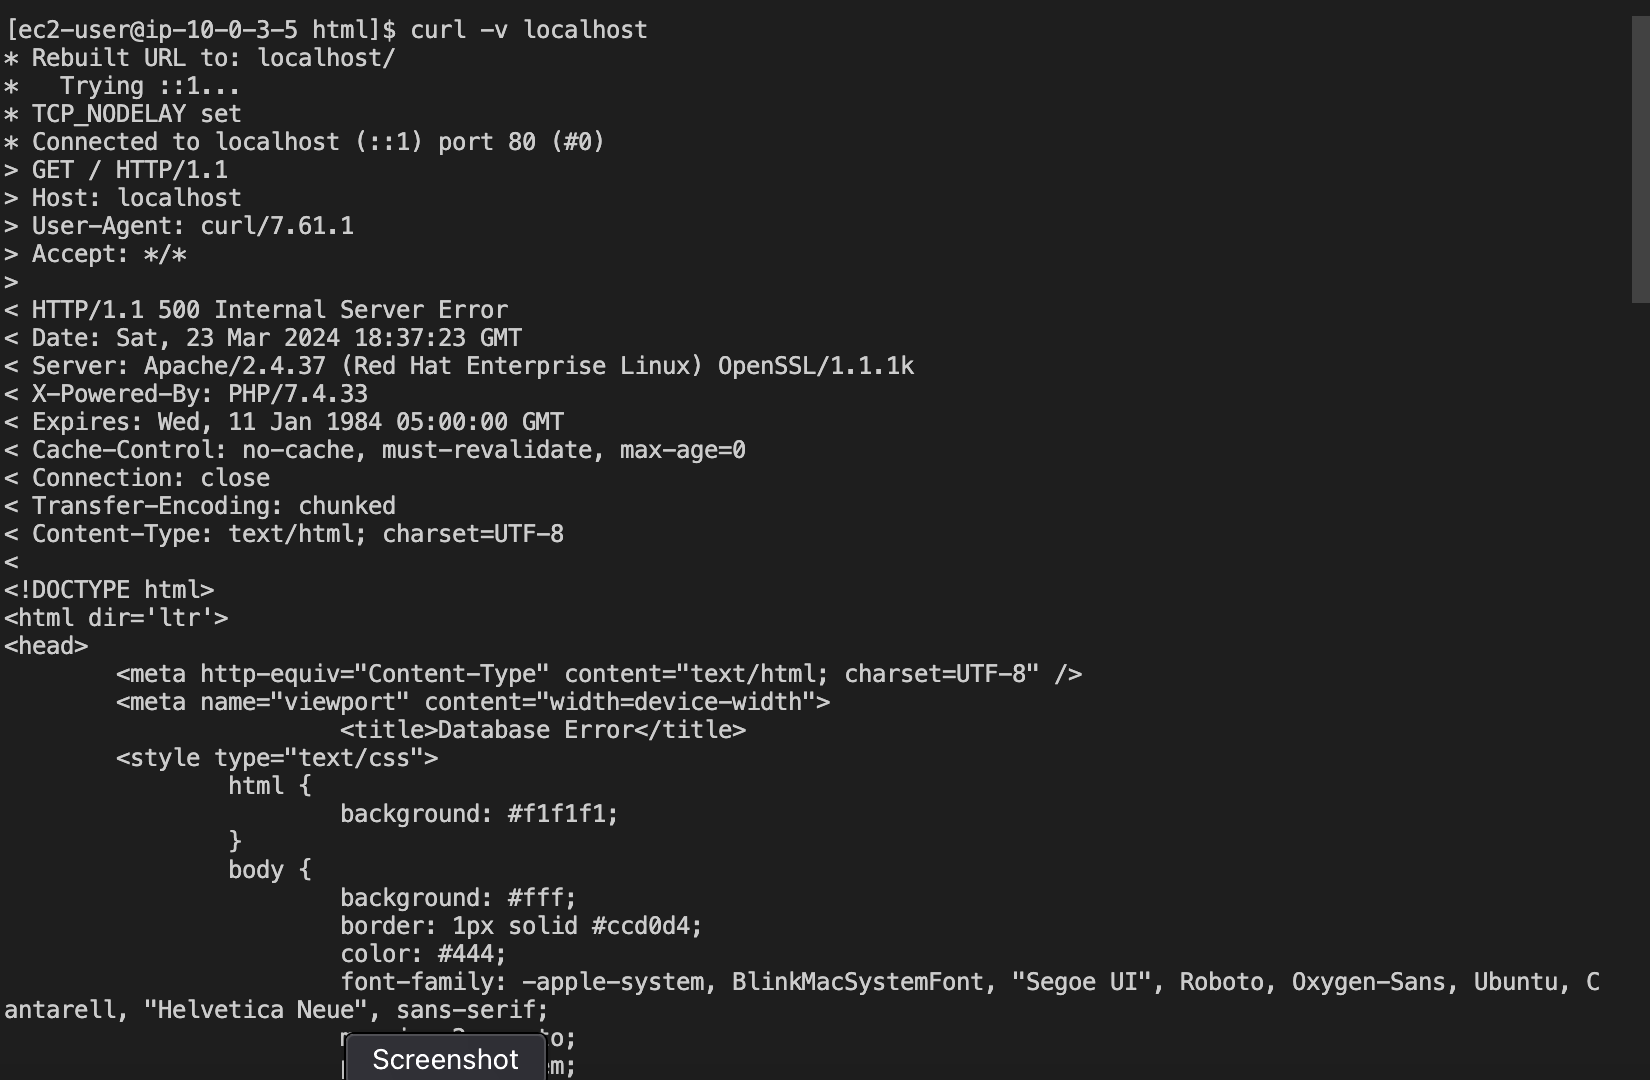 [ec2-user@ip-10-0-3-5 html]$ curl -v localhost
* Rebuilt URL to: localhost/
*   Trying ::1...
* TCP_NODELAY set
* Connected to localhost (::1) port 80 (#0)
> GET / HTTP/1.1
> Host: localhost
> User-Agent: curl/7.61.1
> Accept: */*
>
< HTTP/1.1 500 Internal Server Error
< Date: Sat, 23 Mar 2024 18:37:23 GMT
< Server: Apache/2.4.37 (Red Hat Enterprise Linux) OpenSSL/1.1.1k
< X-Powered-By: PHP/7.4.33
< Expires: Wed, 11 Jan 1984 05:00:00 GMT
< Cache-Control: no-cache, must-revalidate, max-age=0
< Connection: close
< Transfer-Encoding: chunked
< Content-Type: text/html; charset=UTF-8
<
<!DOCTYPE html>
<html dir='ltr'>
<head>
        <meta http-equiv="Content-Type" content="text/html; charset=UTF-8" />
        <meta name="viewport" content="width=device-width">
                        <title>Database Error</title>
        <style type="text/css">
                html {
                        background: #f1f1f1;
                }
                body {
                        background: #fff;
                        border: 1px solid #ccd0d4;
                        color: #444;
                        font-family: -apple-system, BlinkMacSystemFont, "Segoe UI", Roboto, Oxygen-Sans, Ubuntu, C
antarell, "Helvetica Neue", sans-serif;
Screenshot